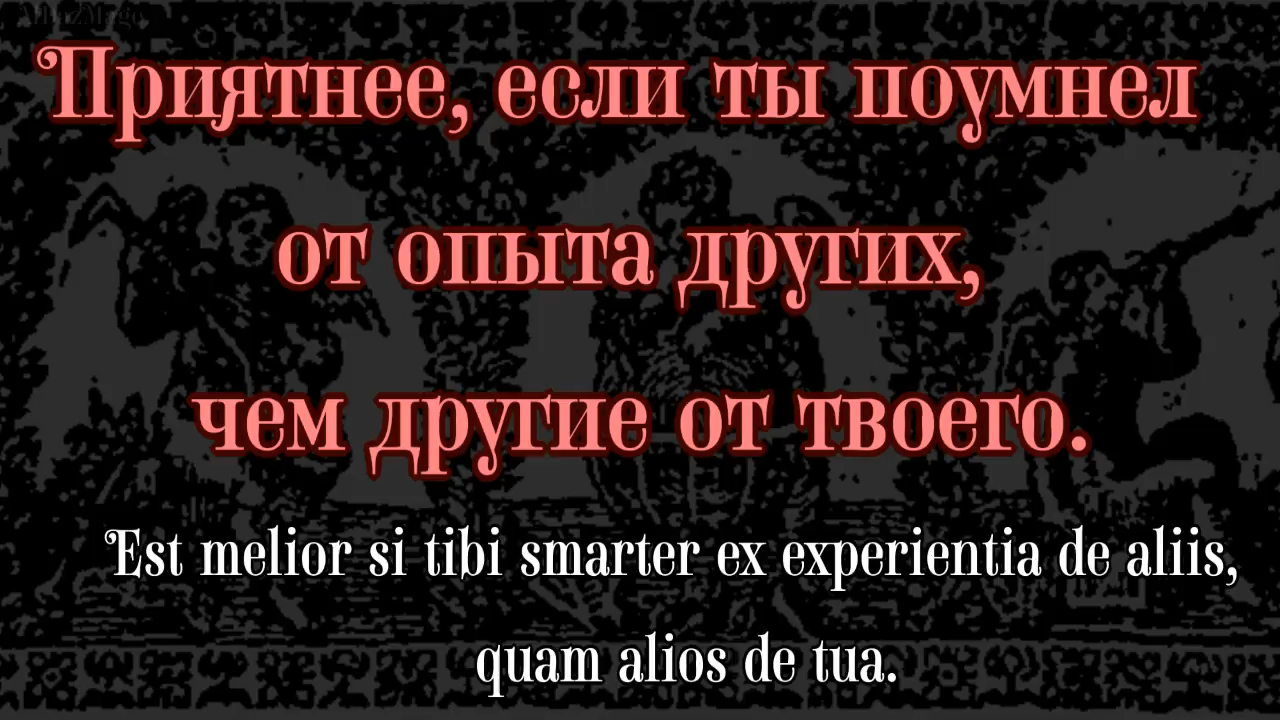 Приятнее, если ты поумнел
от опыта других,
чем другие от твоего.
Est melior si tibi smarter ex experientia de aliis,
quam alios de tua.